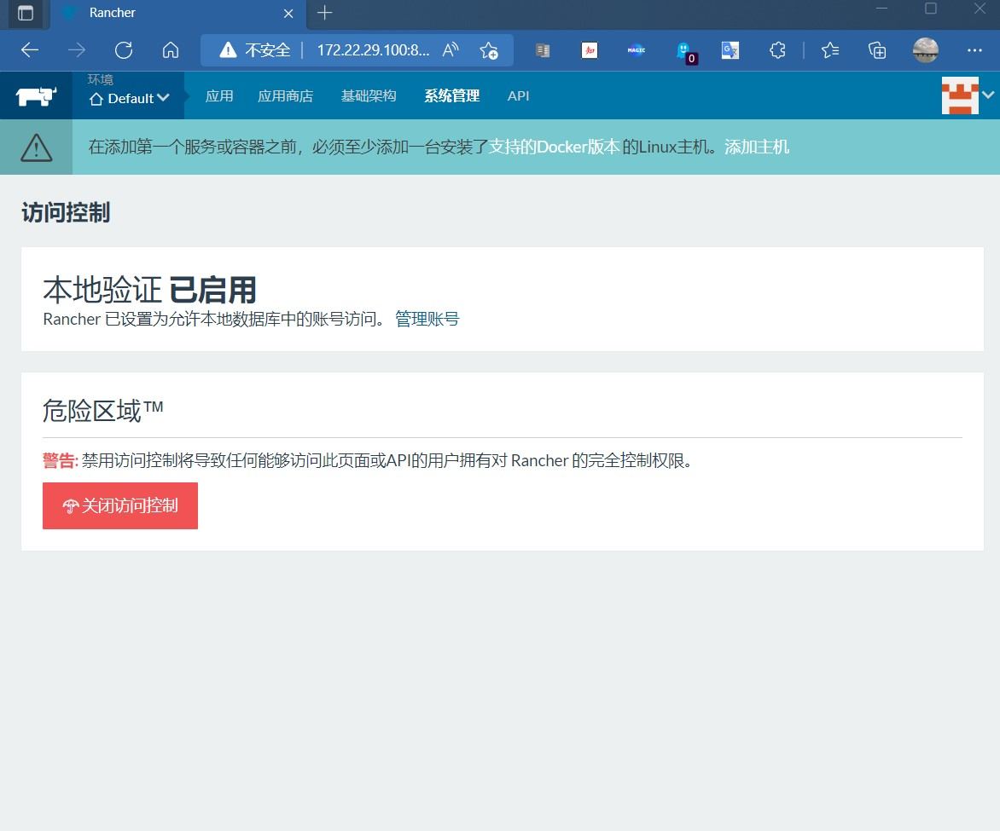 Rancher
不安全
172.22.29.100:8...
0
环境
Default
应用
应用商店
基础架构
系统管理
API
在添加第一个服务或容器之前，必须至少添加一台安装了支持的Docker版本 的Linux主机。添加主机
访问控制
本地验证 已启用
Rancher 已设置为允许本地数据库中的账号访问。 管理账号
危险区域™
警告: 禁用访问控制将导致任何能够访问此页面或API的用户拥有对 Rancher 的完全控制权限。
关闭访问控制